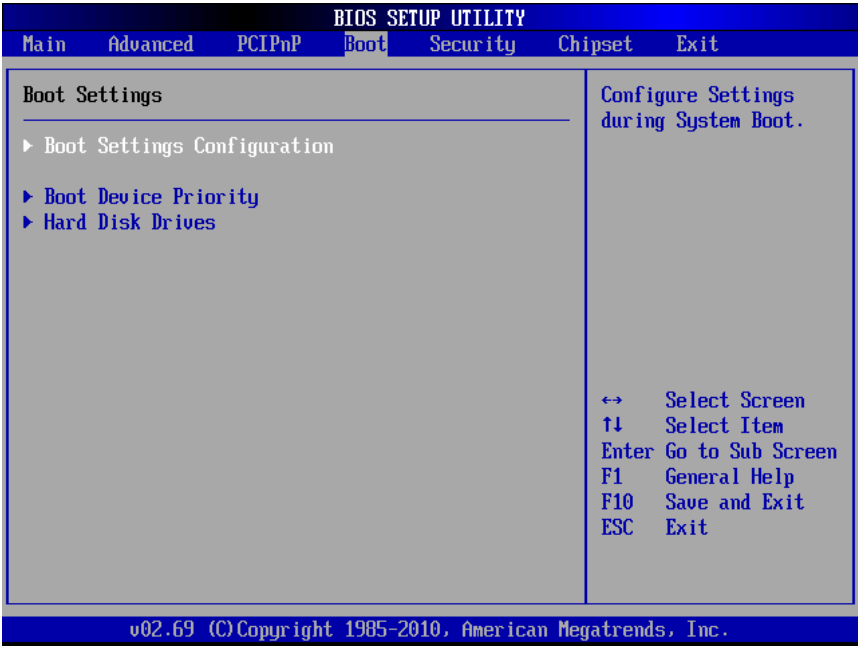 BIOS SETUP UTILITY
Main Advanced PCIPnP Boot Security Chipset Exit
Boot Settings
▶ Boot Settings Configuration
▶ Boot Device Priority
▶ Hard Disk Drives
Configure Settings
during System Boot.
↔ Select Screen
↑↓ Select Item
Enter Go to Sub Screen
F1 General Help
F10 Save and Exit
ESC Exit
v02.69 (C)Copyright 1985-2010, American Megatrends, Inc.